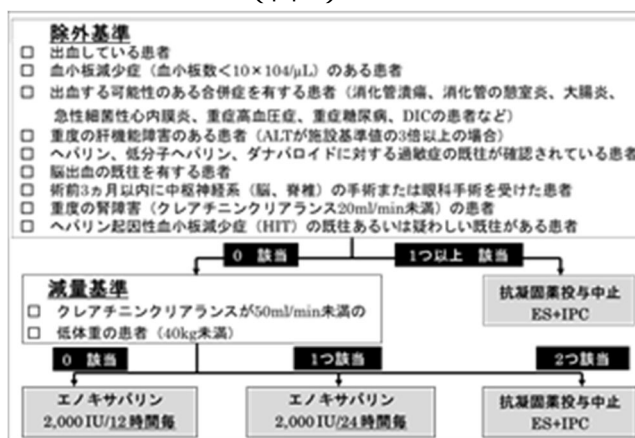 除外基準
□ 出血している患者
□ 血小板減少症（血小板数＜10×104/μL）のある患者
□ 出血する可能性のある合併症を有する患者（消化管潰瘍、消化管の憩室炎、大腸炎、
急性細菌性心内膜炎、重症高血圧症、重症糖尿病、DICの患者など）
□ 重度の肝機能障害のある患者（ALTが施設基準値の3倍以上の場合）
□ ヘパリン、低分子ヘパリン、ダナパロイドに対する過敏症の既往が確認されている患者
□ 脳出血の既往を有する患者
□ 術前3ヵ月以内に中枢神経系（脳、脊椎）の手術または眼科手術を受けた患者
□ 重度の腎障害（クレアチニンクリアランス20ml/min未満）の患者
□ ヘパリン起因性血小板減少症（HIT）の既往あるいは疑わしい既往がある患者
0 該当
1つ以上 該当
減量基準
□ クレアチニンクリアランスが50ml/min未満の
□ 低体重の患者（40kg未満）
抗凝固薬投与中止
ES+IPC
0 該当
1つ該当
2つ該当
エノキサパリン
2,000 IU/12時間毎
エノキサパリン
2,000 IU/24時間毎
抗凝固薬投与中止
ES+IPC